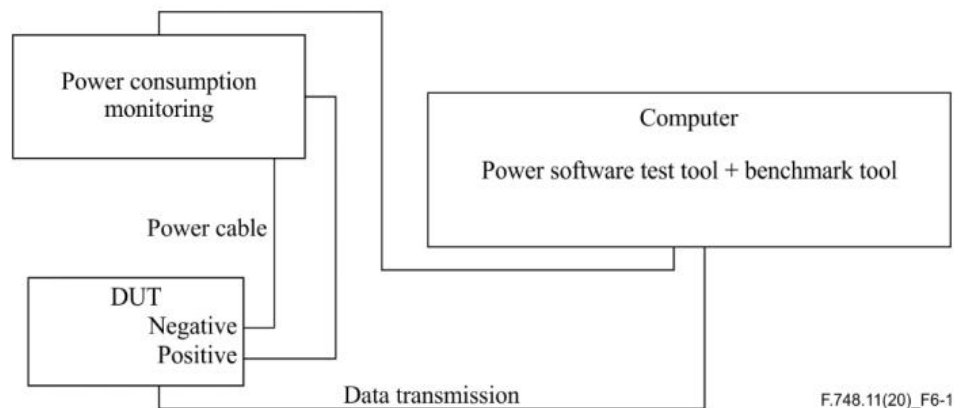 Power consumption
monitoring
Computer
Power software test tool + benchmark tool
Power cable
DUT
Negative
Positive
Data transmission
F.748.11(20)_F6-1